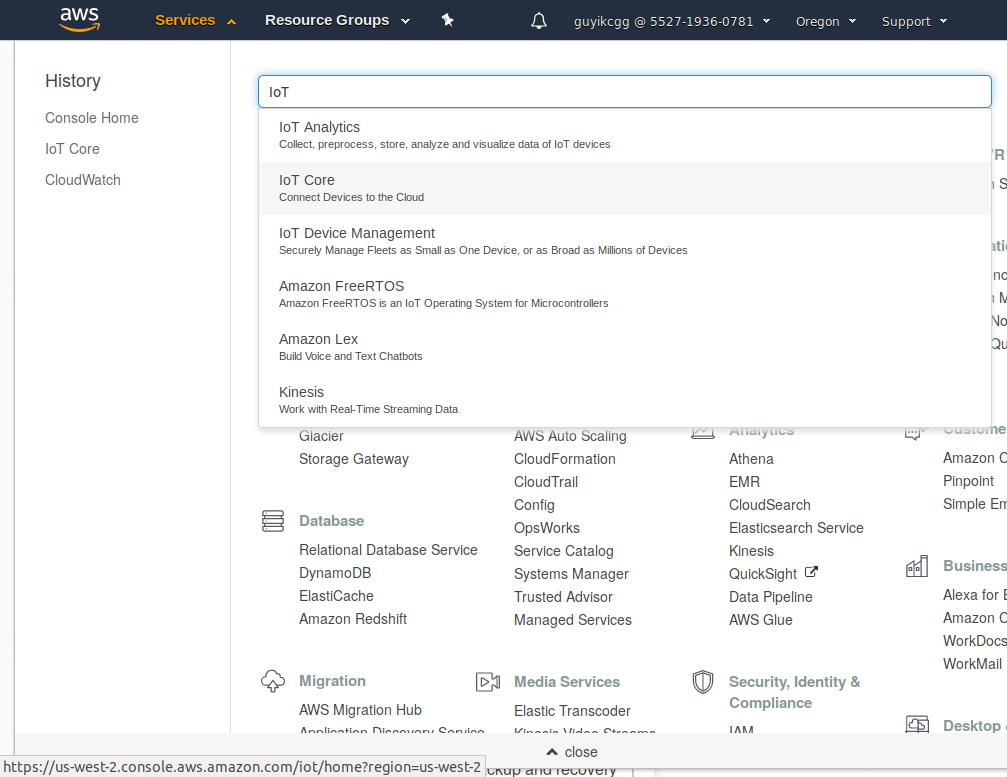 aws
Services
Resource Groups
guyikcgg @ 5527-1936-0781
Oregon
Support
History
Console Home
IoT Core
CloudWatch
IoT
IoT Analytics
Collect, preprocess, store, analyze and visualize data of IoT devices
IoT Core
Connect Devices to the Cloud
IoT Device Management
Securely Manage Fleets as Small as One Device, or as Broad as Millions of Devices
Amazon FreeRTOS
Amazon FreeRTOS is an IoT Operating System for Microcontrollers
Amazon Lex
Build Voice and Text Chatbots
Kinesis
Work with Real-Time Streaming Data
Glacier
Storage Gateway
Database
Relational Database Service
DynamoDB
ElastiCache
Amazon Redshift
Migration
AWS Migration Hub
Application Discovery Service
AWS Auto Scaling
CloudFormation
CloudTrail
Config
OpsWorks
Service Catalog
Systems Manager
Trusted Advisor
Managed Services
Media Services
Elastic Transcoder
Kinesis Video Streams
Analytics
Athena
EMR
CloudSearch
Elasticsearch Service
Kinesis
QuickSight
Data Pipeline
AWS Glue
Security, Identity &
Compliance
IAM
Custome
Amazon C
Pinpoint
Simple Em
Business
Alexa for B
Amazon C
WorkDocs
WorkMail
Desktop
close
https://us-west-2.console.aws.amazon.com/iot/home?region=us-west-2
ckup and recovery